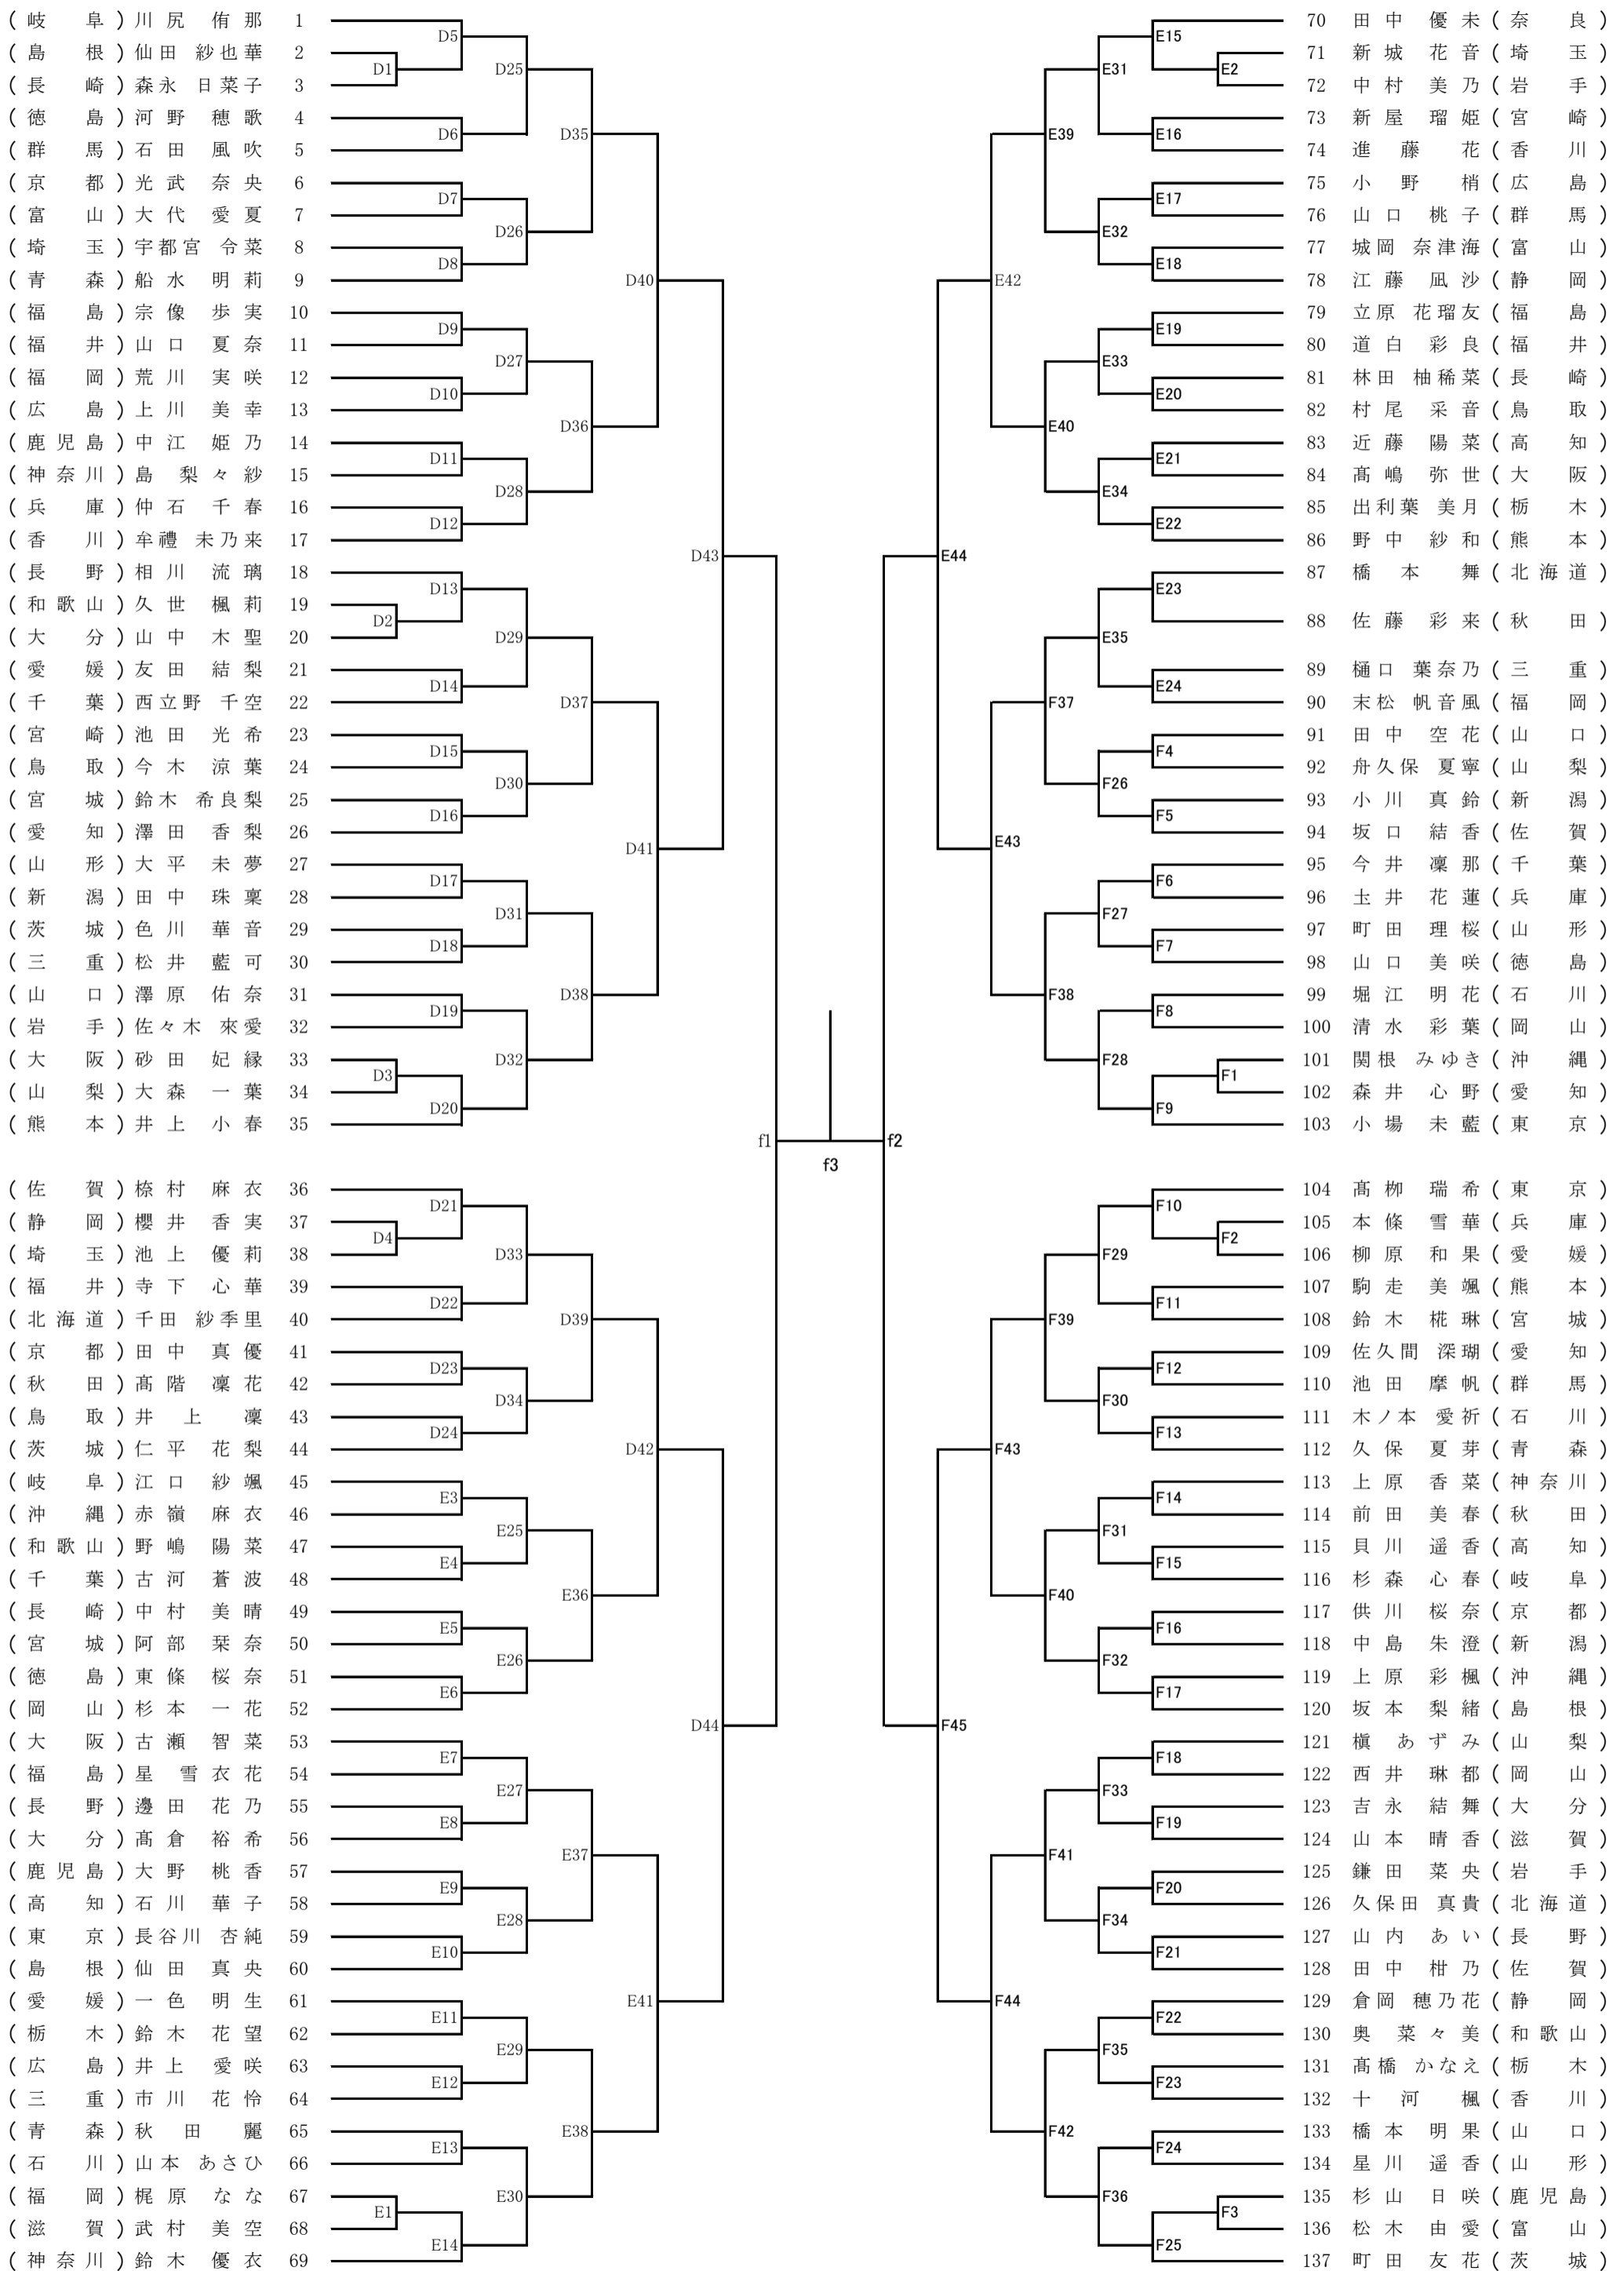 (岐阜)川尻 侑那 1
(島根)仙田 紗也華 2
(長崎)森永 日菜子 3
(徳島)河野 穂歌 4
(群馬)石田 風吹 5
(京都)光武 奈央 6
(富山)大代 愛夏 7
(埼玉)宇都宮 令菜 8
(青森)船水 明莉 9
(福島)宗像 歩実 10
(福井)山口 夏奈 11
(福岡)荒川 実咲 12
(広島)上川 美幸 13
(鹿児島)中江 姫乃 14
(神奈川)島 梨々紗 15
(兵庫)仲石 千春 16
(香川)牟禮 未乃来 17
(長野)相川 流璃 18
(和歌山)久世 楓莉 19
(大分)山中 木聖 20
(愛媛)友田 結梨 21
(千葉)西立野 千空 22
(宮崎)池田 光希 23
(鳥取)今木 涼葉 24
(宮城)鈴木 希良梨 25
(愛知)澤田 香梨 26
(山形)大平 未夢 27
(新潟)田中 珠稟 28
(茨城)色川 華音 29
(三重)松井 藍可 30
(山口)澤原 佑奈 31
(岩手)佐々木 來愛 32
(大阪)砂田 妃縁 33
(山梨)大森 一葉 34
(熊本)井上 小春 35
(佐賀)㮈村 麻衣 36
(静岡)櫻井 香実 37
(埼玉)池上 優莉 38
(福井)寺下 心華 39
(北海道)千田 紗季里 40
(京都)田中 真優 41
(秋田)髙階 凜花 42
(鳥取)井上 凜 43
(茨城)仁平 花梨 44
(岐阜)江口 紗颯 45
(沖縄)赤嶺 麻衣 46
(和歌山)野嶋 陽菜 47
(千葉)古河 蒼波 48
(長崎)中村 美晴 49
(宮城)阿部 栞奈 50
(徳島)東條 桜奈 51
(岡山)杉本 一花 52
(大阪)古瀬 智菜 53
(福島)星 雪衣花 54
(長野)邊田 花乃 55
(大分)髙倉 裕希 56
(鹿児島)大野 桃香 57
(高知)石川 華子 58
(東京)長谷川 杏純 59
(島根)仙田 真央 60
(愛媛)一色 明生 61
(栃木)鈴木 花望 62
(広島)井上 愛咲 63
(三重)市川 花怜 64
(青森)秋田 麗 65
(石川)山本 あさひ 66
(福岡)梶原 なな 67
(滋賀)武村 美空 68
(神奈川)鈴木 優衣 69
D1
D2
D3
D4
E1
D5
D6
D7
D8
D9
D10
D11
D12
D13
D14
D15
D16
D17
D18
D19
D20
D21
D22
D23
D24
E3
E4
E5
E6
E7
E8
E9
E10
E11
E12
E13
E14
D25
D26
D27
D28
D29
D30
D31
D32
D33
D34
E25
E26
E27
E28
E29
E30
D35
D36
D37
D38
D39
E36
E37
E38
D40
D41
D42
E41
D43
D44
f1
f3
f2
E44
F45
E42
E43
F43
F44
E39
E40
F37
F38
F39
F40
F41
F42
E31
E32
E33
E34
E35
F26
F27
F28
F29
F30
F31
F32
F33
F34
F35
F36
E15
E16
E17
E18
E19
E20
E21
E22
E23
E24
F4
F5
F6
F7
F8
F9
F10
F11
F12
F13
F14
F15
F16
F17
F18
F19
F20
F21
F22
F23
F24
F25
E2
F1
F2
F3
70 田中 優未(奈良)
71 新城 花音(埼玉)
72 中村 美乃(岩手)
73 新屋 瑠姫(宮崎)
74 進藤 花(香川)
75 小野 梢(広島)
76 山口 桃子(群馬)
77 城岡 奈津海(富山)
78 江藤 凪沙(静岡)
79 立原 花瑠友(福島)
80 道白 彩良(福井)
81 林田 柚稀菜(長崎)
82 村尾 采音(鳥取)
83 近藤 陽菜(高知)
84 髙嶋 弥世(大阪)
85 出利葉 美月(栃木)
86 野中 紗和(熊本)
87 橋本 舞(北海道)
88 佐藤 彩来(秋田)
89 樋口 葉奈乃(三重)
90 末松 帆音風(福岡)
91 田中 空花(山口)
92 舟久保 夏寧(山梨)
93 小川 真鈴(新潟)
94 坂口 結香(佐賀)
95 今井 凜那(千葉)
96 圡井 花蓮(兵庫)
97 町田 理桜(山形)
98 山口 美咲(徳島)
99 堀江 明花(石川)
100 清水 彩葉(岡山)
101 関根 みゆき(沖縄)
102 森井 心野(愛知)
103 小場 未藍(東京)
104 髙栁 瑞希(東京)
105 本條 雪華(兵庫)
106 柳原 和果(愛媛)
107 駒走 美颯(熊本)
108 鈴木 椛琳(宮城)
109 佐久間 深瑚(愛知)
110 池田 摩帆(群馬)
111 木ノ本 愛祈(石川)
112 久保 夏芽(青森)
113 上原 香菜(神奈川)
114 前田 美春(秋田)
115 貝川 遥香(高知)
116 杉森 心春(岐阜)
117 供川 桜奈(京都)
118 中島 朱澄(新潟)
119 上原 彩楓(沖縄)
120 坂本 梨緒(島根)
121 槇 あずみ(山梨)
122 西井 琳都(岡山)
123 吉永 結舞(大分)
124 山本 晴香(滋賀)
125 鎌田 菜央(岩手)
126 久保田 真貴(北海道)
127 山内 あい(長野)
128 田中 柑乃(佐賀)
129 倉岡 穂乃花(静岡)
130 奥 菜々美(和歌山)
131 髙橋 かなえ(栃木)
132 十河 楓(香川)
133 橋本 明果(山口)
134 星川 遥香(山形)
135 杉山 日咲(鹿児島)
136 松木 由愛(富山)
137 町田 友花(茨城)